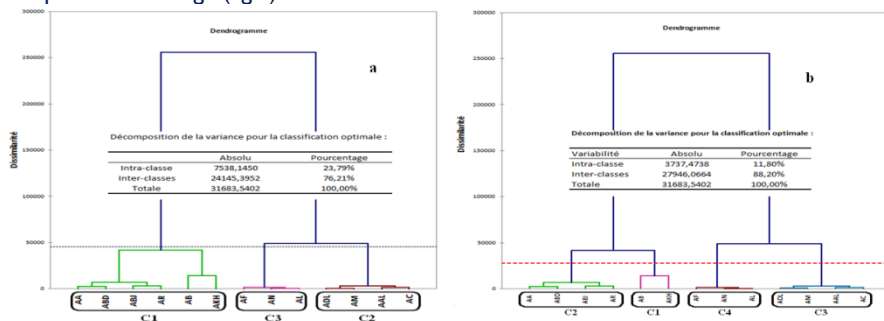 300000
Dendrogramme
250000
a
200000
Dissimilarité
150000
Décomposition de la variance pour la classification optimale :
Absolu Pourcentage
Intra-classe 7538,1450 23,79%
Inter-classes 24145,3952 76,21%
Totale 31683,5402 100,00%
100000
50000
0
AA ABD ABJ AR AB AKH AF AN AL ADL AM AAL AC
C1 C3 C2
300000
Dendrogramme
250000
b
200000
Dissimilarité
150000
Décomposition de la variance pour la classification optimale :
Variabilité Absolu Pourcentage
Intra-classe 3737,4738 11,80%
Inter-classes 27946,0664 88,20%
Totale 31683,5402 100,00%
100000
50000
0
AA ABD ABJ AR AB AKH AF AN AL ADL AM AAL AC
C2 C1 C4 C3